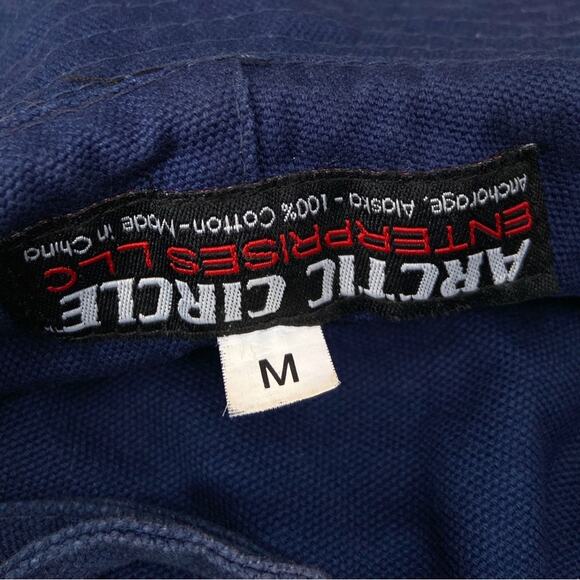 ARCTIC CIRCLE
ENTERPRISES LLC
Anchorage, Alaska - 100% Cotton - Made in China
M